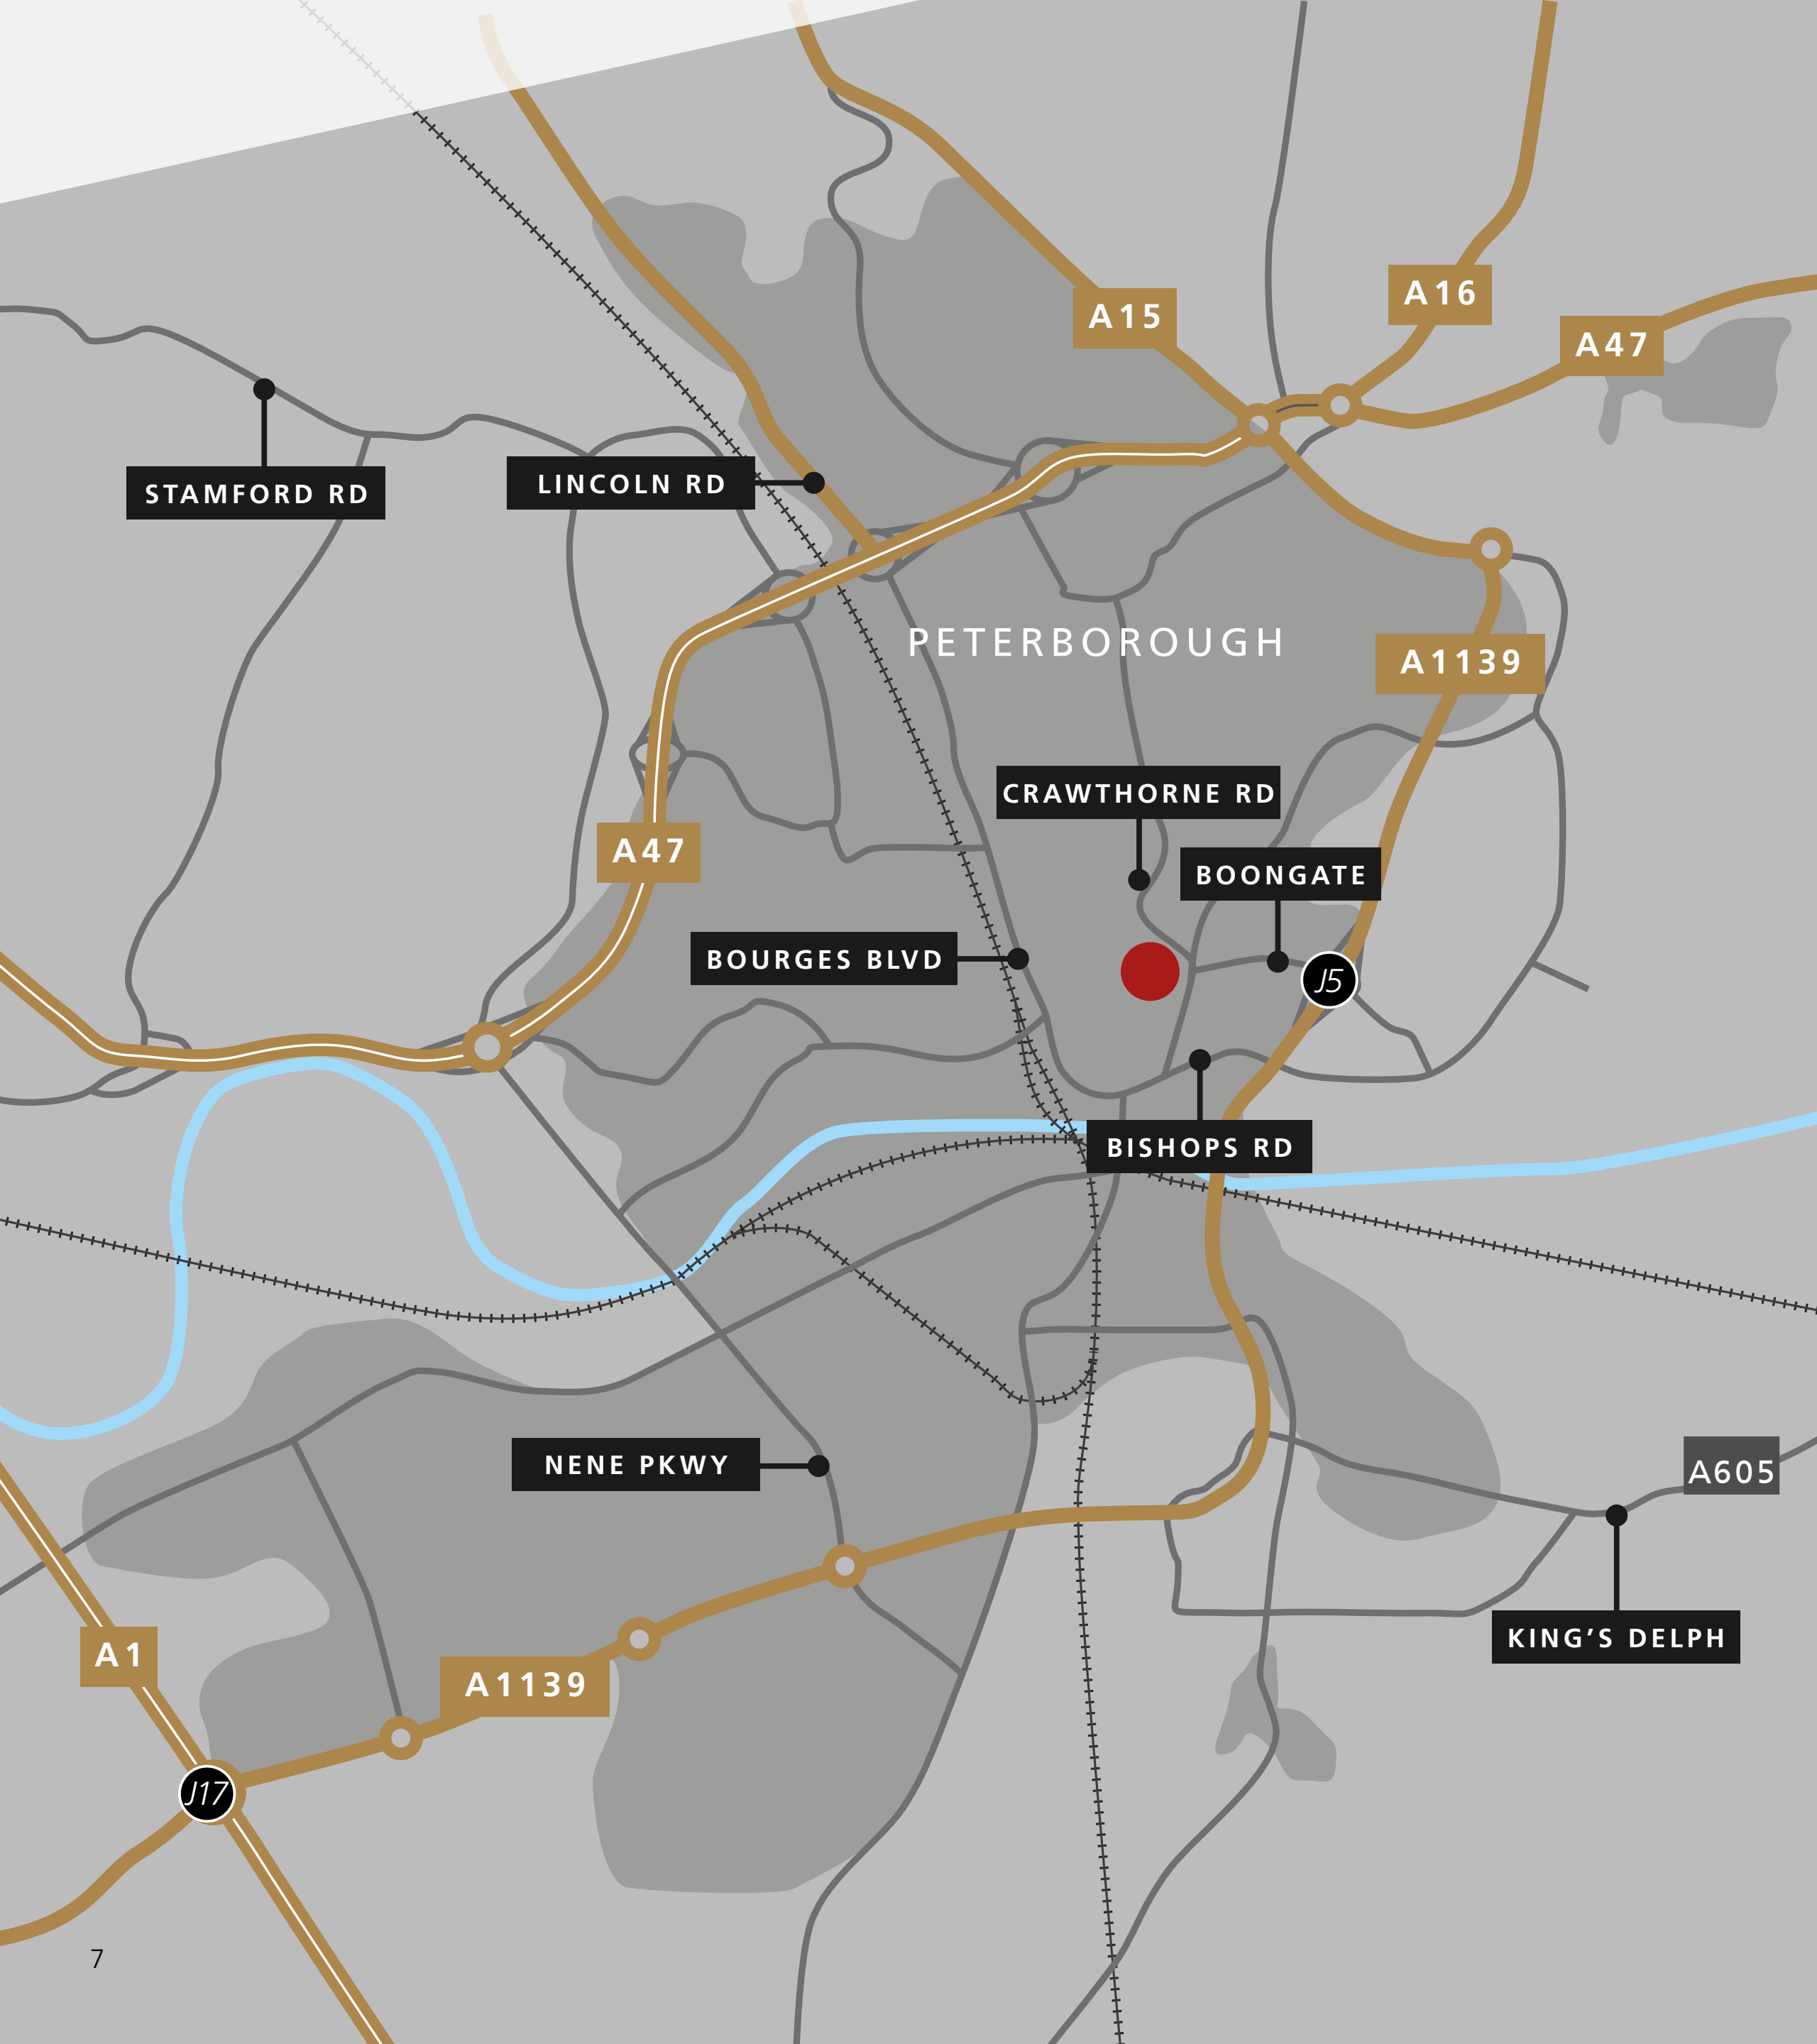 A16
A15
A47
LINCOLN RD
STAMFORD RD
PETERBOROUGH
A1139
CRAWTHORNE RD
A47
BOONGATE
BOURGES BLVD
J5
BISHOPS RD
NENE PKWY
A605
KING’S DELPH
A1
A1139
J17
7